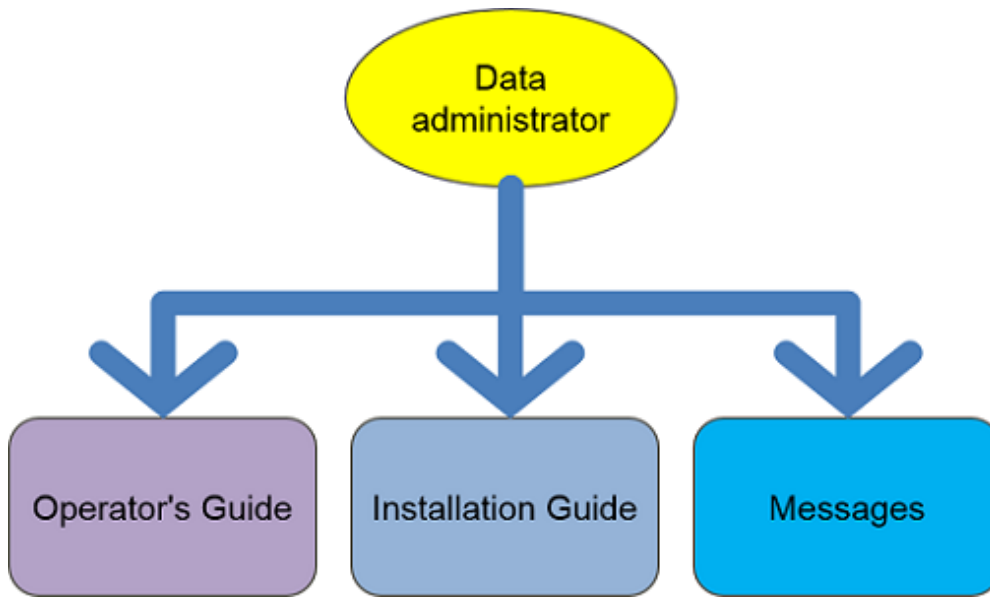 Data
administrator
Operator's Guide
Installation Guide
Messages